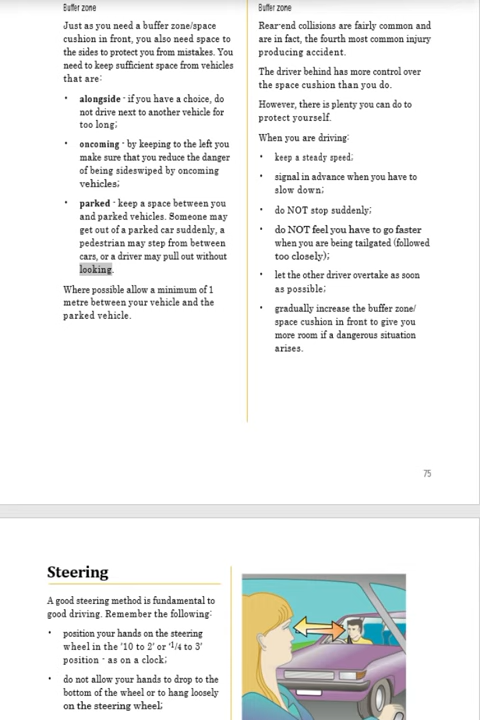 Buffer zone
Just as you need a buffer zone/space
cushion in front, you also need space to
the sides to protect you from mistakes. You
need to keep sufficient space from vehicles
that are:
• alongside - if you have a choice, do
not drive next to another vehicle for
too long;
• oncoming - by keeping to the left you
make sure that you reduce the danger
of being sideswiped by oncoming
vehicles;
• parked - keep a space between you
and parked vehicles. Someone may
get out of a parked car suddenly, a
pedestrian may step from between
cars, or a driver may pull out without
looking.
Where possible allow a minimum of 1
metre between your vehicle and the
parked vehicle.
Buffer zone
Rear-end collisions are fairly common and
are in fact, the fourth most common injury
producing accident.
The driver behind has more control over
the space cushion than you do.
However, there is plenty you can do to
protect yourself.
When you are driving:
• keep a steady speed;
• signal in advance when you have to
slow down;
• do NOT stop suddenly;
• do NOT feel you have to go faster
when you are being tailgated (followed
too closely);
• let the other driver overtake as soon
as possible;
• gradually increase the buffer zone/
space cushion in front to give you
more room if a dangerous situation
arises.
75
Steering
A good steering method is fundamental to
good driving. Remember the following:
• position your hands on the steering
wheel in the '10 to 2' or '1/4 to 3'
position - as on a clock;
• do not allow your hands to drop to the
bottom of the wheel or to hang loosely
on the steering wheel;